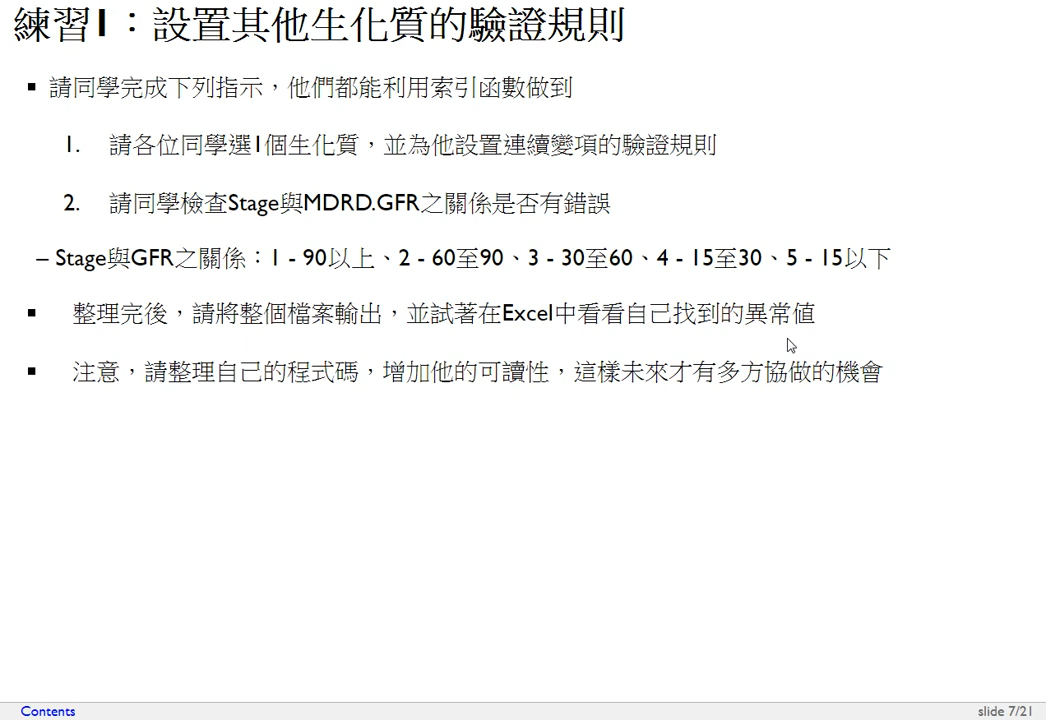 練習1：設置其他生化質的驗證規則
▪ 請同學完成下列指示，他們都能利用索引函數做到
1. 請各位同學選1個生化質，並為他設置連續變項的驗證規則
2. 請同學檢查Stage與MDRD.GFR之關係是否有錯誤
– Stage與GFR之關係：1 - 90以上、2 - 60至90、3 - 30至60、4 - 15至30、5 - 15以下
▪ 整理完後，請將整個檔案輸出，並試著在Excel中看看自己找到的異常值
▪ 注意，請整理自己的程式碼，增加他的可讀性，這樣未來才有多方協做的機會
Contents
slide 7/21